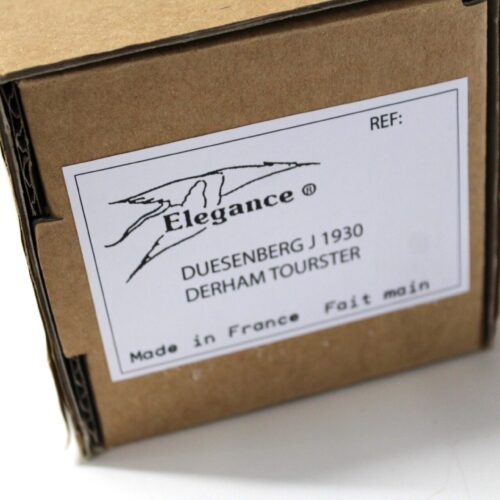 REF:
Elegance ®
DUESENBERG J 1930
DERHAM TOURSTER
Made in France Fait main